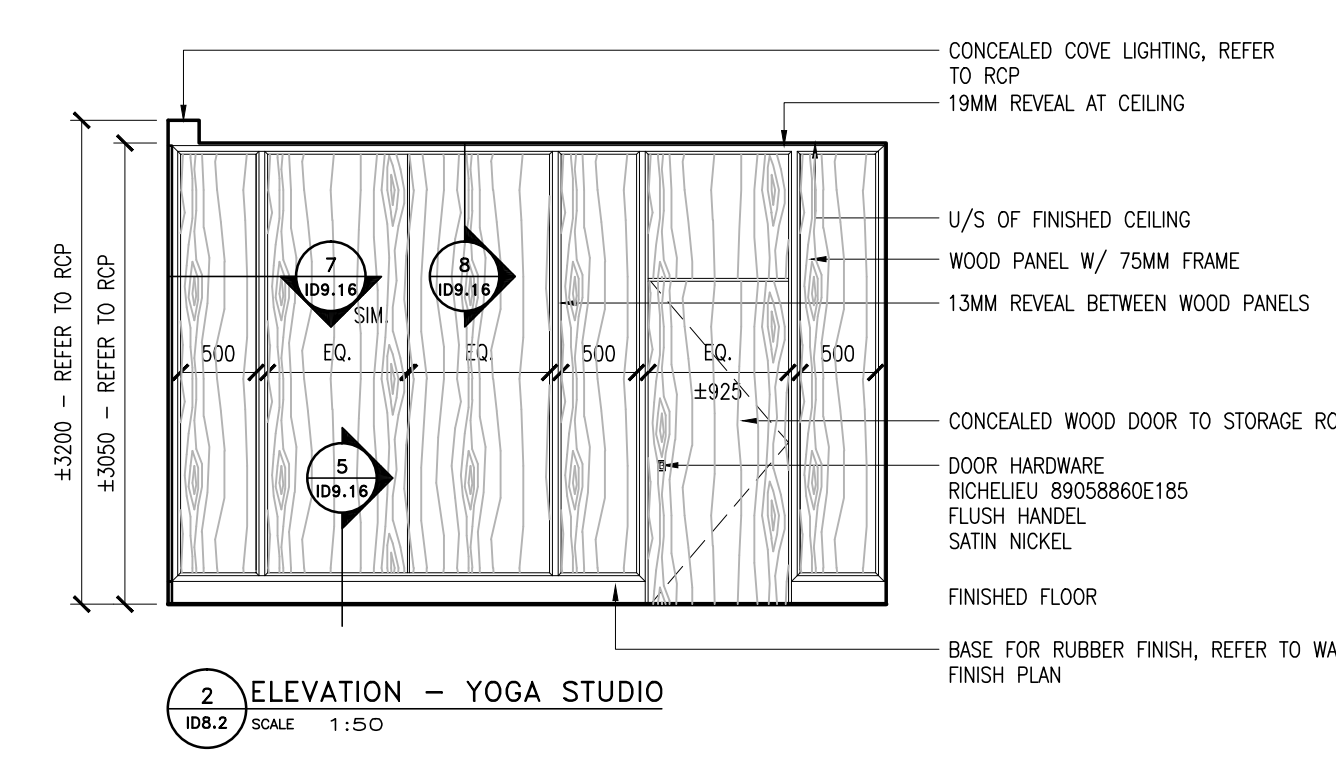 CONCEALED COVE LIGHTING, REFER
TO RCP
19MM REVEAL AT CEILING
U/S OF FINISHED CEILING
WOOD PANEL W/ 75MM FRAME
13MM REVEAL BETWEEN WOOD PANELS
±3200 - REFER TO RCP
±3050 - REFER TO RCP
7
ID9.16
SIM.
8
ID9.16
500
EQ.
EQ.
500
EQ.
±925
500
5
ID9.16
CONCEALED WOOD DOOR TO STORAGE RO
DOOR HARDWARE
RICHELIEU 89058860E185
FLUSH HANDEL
SATIN NICKEL
FINISHED FLOOR
BASE FOR RUBBER FINISH, REFER TO WA
FINISH PLAN
2
ID8.2
ELEVATION - YOGA STUDIO
SCALE 1:50